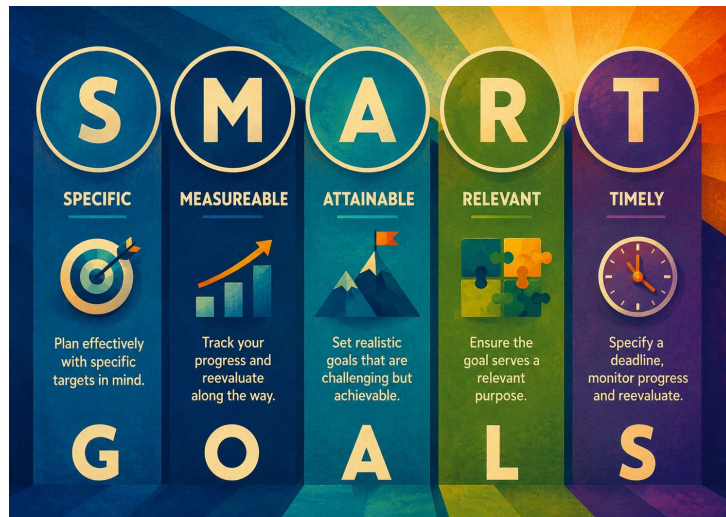 S M A R T
SPECIFIC MEASUREABLE ATTAINABLE RELEVANT TIMELY
Plan effectively
with specific
targets in mind.
Track your
progress and
reevaluate
along the way.
Set realistic
goals that are
challenging but
achievable.
Ensure the
goal serves a
relevant
purpose.
Specify a
deadline,
monitor progress
and reevaluate.
G O A L S